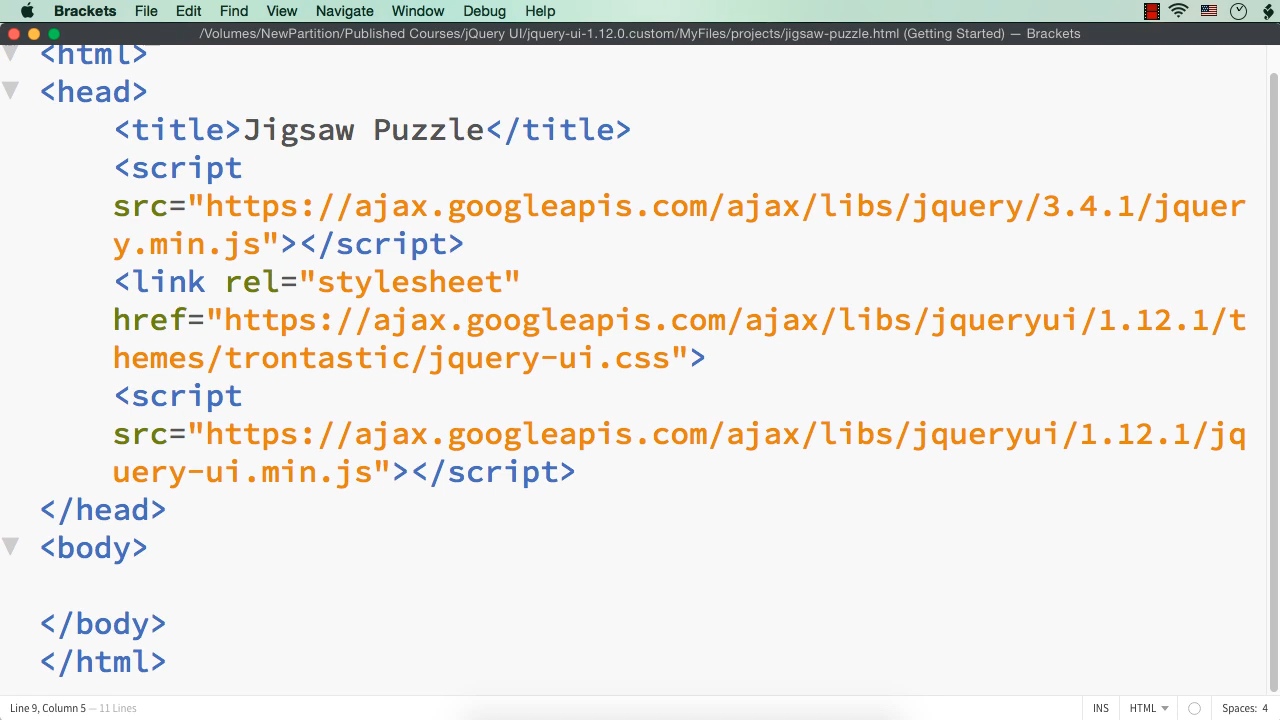 Brackets File Edit Find View Navigate Window Debug Help
/Volumes/NewPartition/Published Courses/jQuery UI/jquery-ui-1.12.0.custom/MyFiles/projects/jigsaw-puzzle.html (Getting Started) — Brackets
<html>
<head>
<title>Jigsaw Puzzle</title>
<script
src="https://ajax.googleapis.com/ajax/libs/jquery/3.4.1/jquer
y.min.js"></script>
<link rel="stylesheet"
href="https://ajax.googleapis.com/ajax/libs/jqueryui/1.12.1/t
hemes/trontastic/jquery-ui.css">
<script
src="https://ajax.googleapis.com/ajax/libs/jqueryui/1.12.1/jq
uery-ui.min.js"></script>
</head>
<body>
</body>
</html>
Line 9, Column 5 — 11 Lines INS HTML Spaces: 4